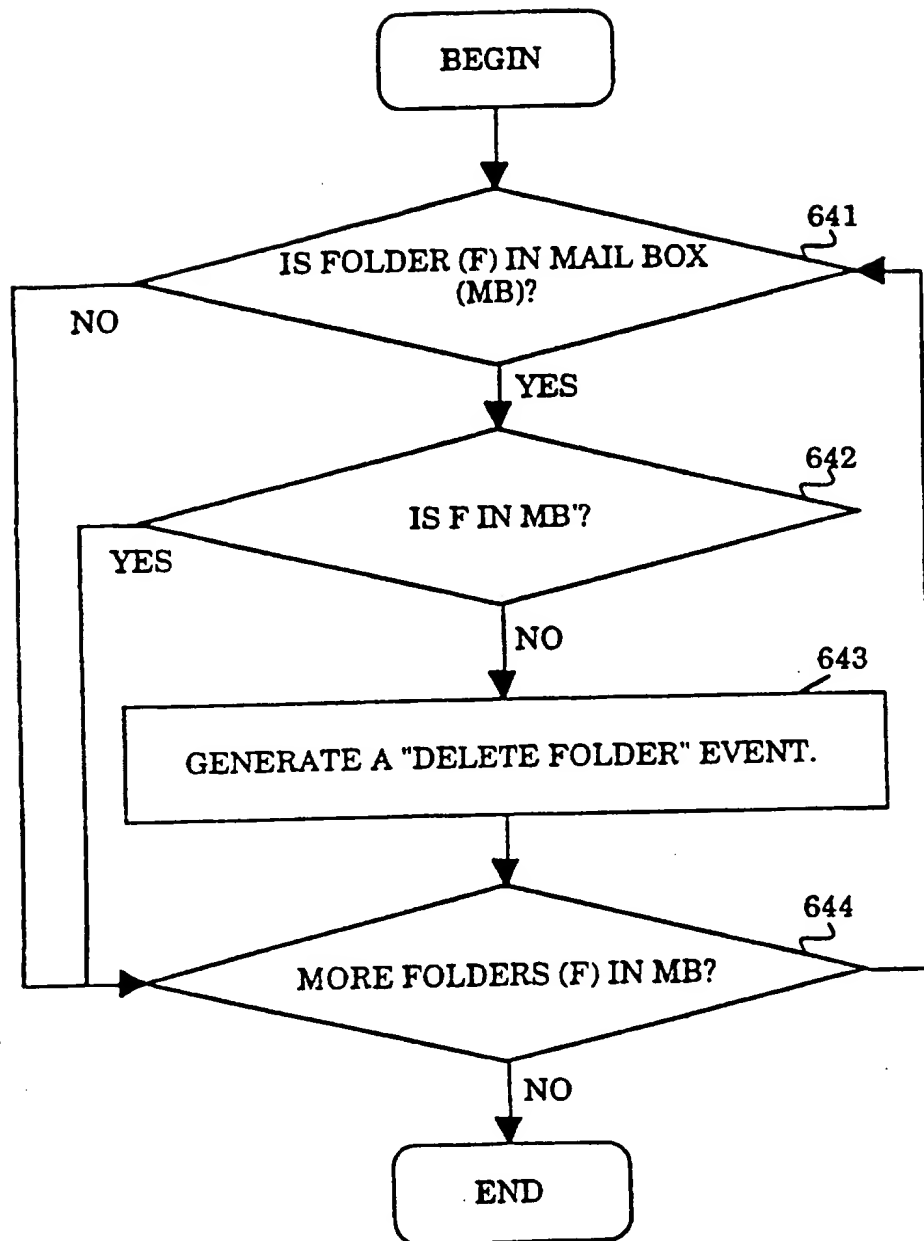 BEGIN
641
IS FOLDER (F) IN MAIL BOX
(MB)?
NO
YES
642
IS F IN MB'?
YES
NO
643
GENERATE A "DELETE FOLDER" EVENT.
644
MORE FOLDERS (F) IN MB?
NO
END